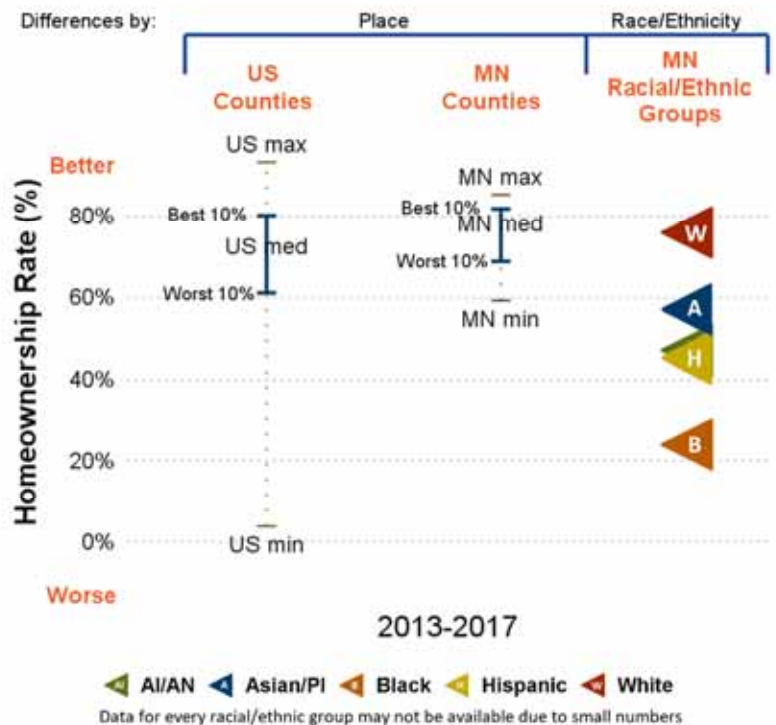 Differences by: Place Race/Ethnicity
US Counties
MN Counties
MN Racial/Ethnic Groups
Better
Homeownership Rate (%)
US max
MN max
80%
Best 10%
Best 10%
US med
MN med
W
Worst 10%
Worst 10%
60%
A
MN min
H
40%
B
20%
0%
US min
Worse
2013-2017
AI AI/AN A Asian/PI B Black H Hispanic W White
Data for every racial/ethnic group may not be available due to small numbers